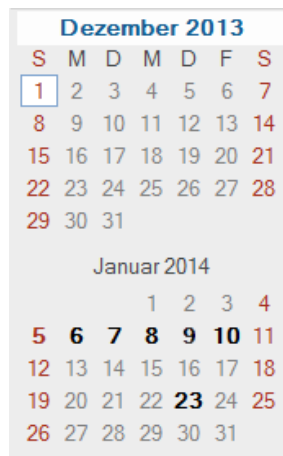 Dezember 2013
S M D M D F S
1 2 3 4 5 6 7
8 9 10 11 12 13 14
15 16 17 18 19 20 21
22 23 24 25 26 27 28
29 30 31
Januar 2014
1 2 3 4
5 6 7 8 9 10 11
12 13 14 15 16 17 18
19 20 21 22 23 24 25
26 27 28 29 30 31